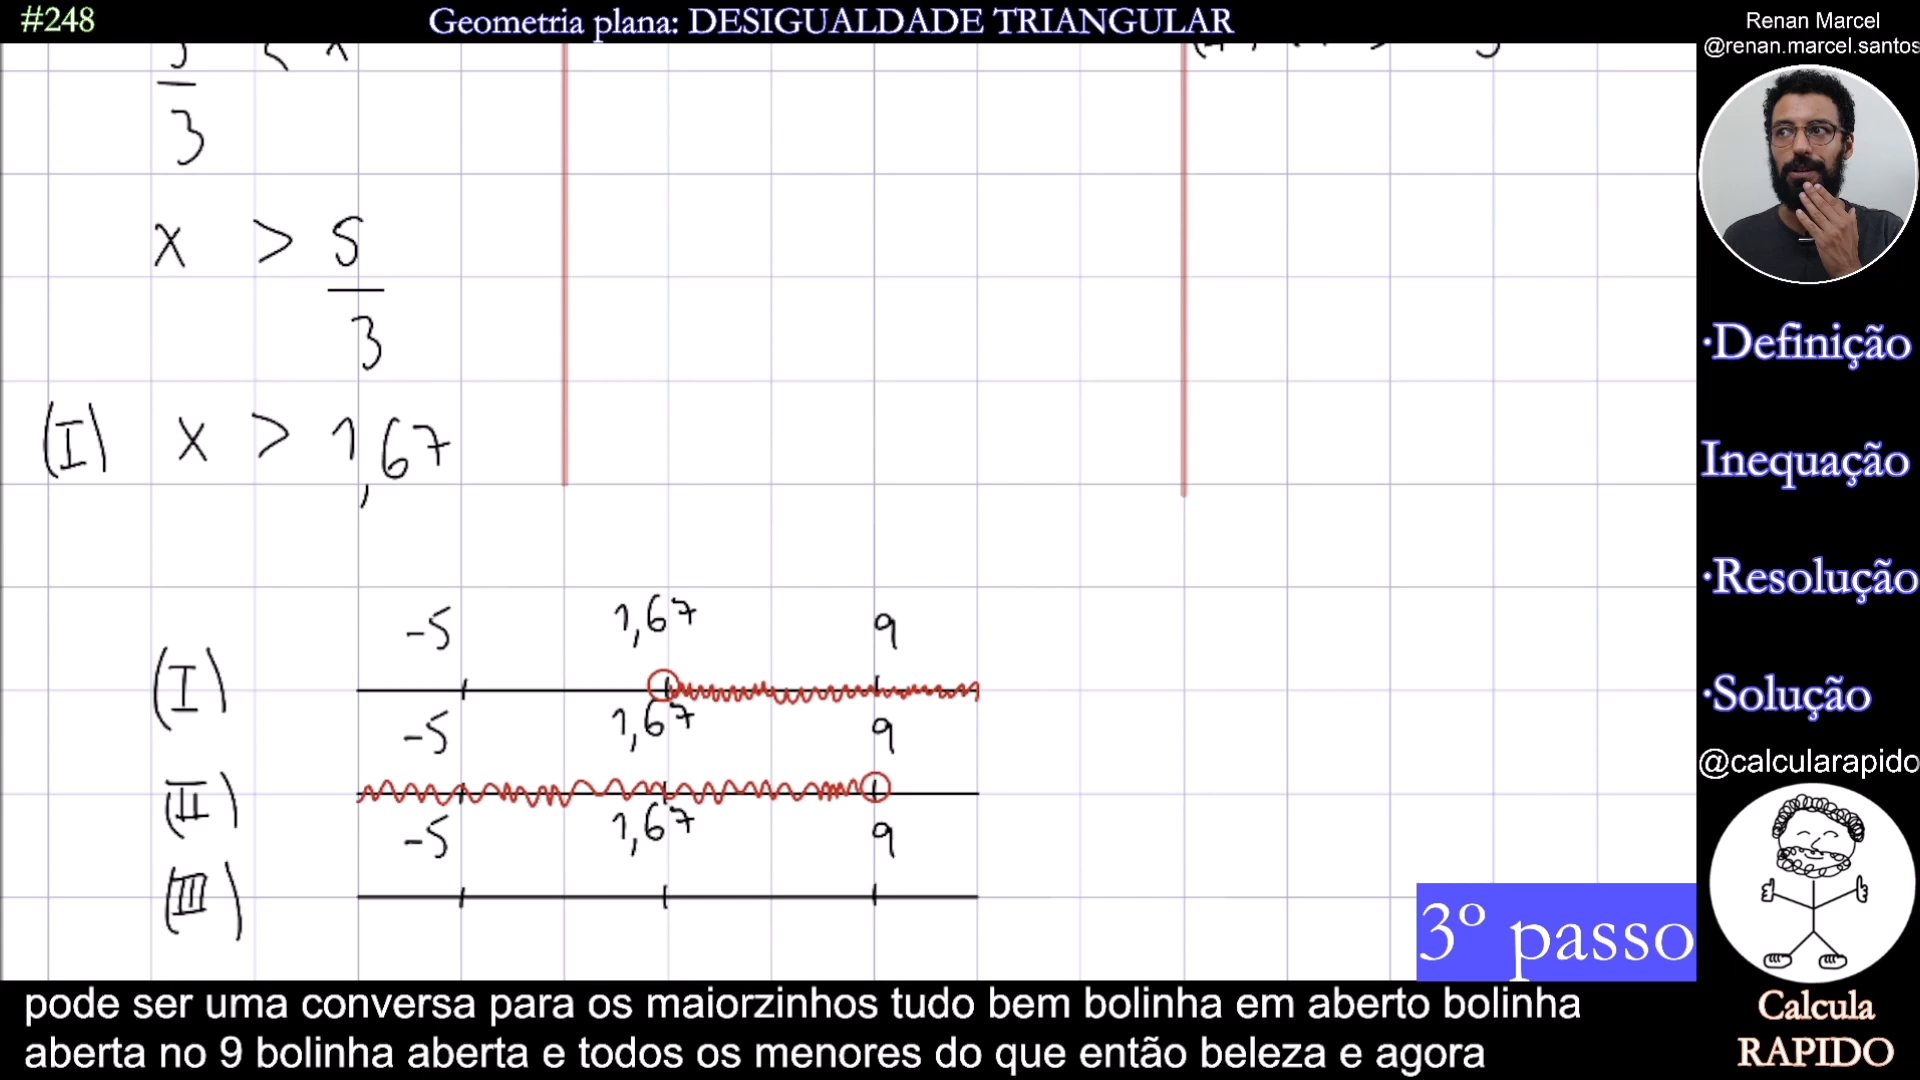 #248
Geometria plana: DESIGUALDADE TRIANGULAR
Renan Marcel
@renan.marcel.santos
3
x > 5
3
(I) x > 1,67
-5 1,67 9
(I)
-5 1,67 9
(II)
-5 1,67 9
(III)
·Definição
Inequação
·Resolução
·Solução
@calcularapido
Calcula
RAPIDO
3º passo
pode ser uma conversa para os maiorzinhos tudo bem bolinha em aberto bolinha
aberta no 9 bolinha aberta e todos os menores do que então beleza e agora